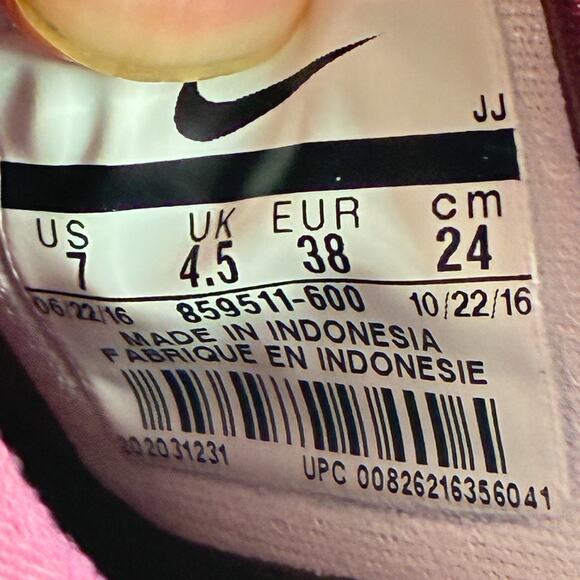 JJ
US UK EUR cm
7 4.5 38 24
06/22/16 859511-600 10/22/16
MADE IN INDONESIA
FABRIQUE EN INDONESIE
UPC 00826216356041